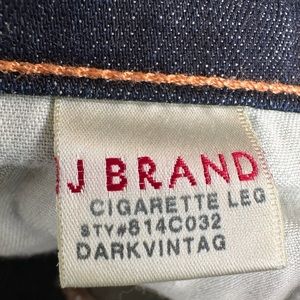 J BRAND
CIGARETTE LEG
STY#814C032
DARKVINTAG